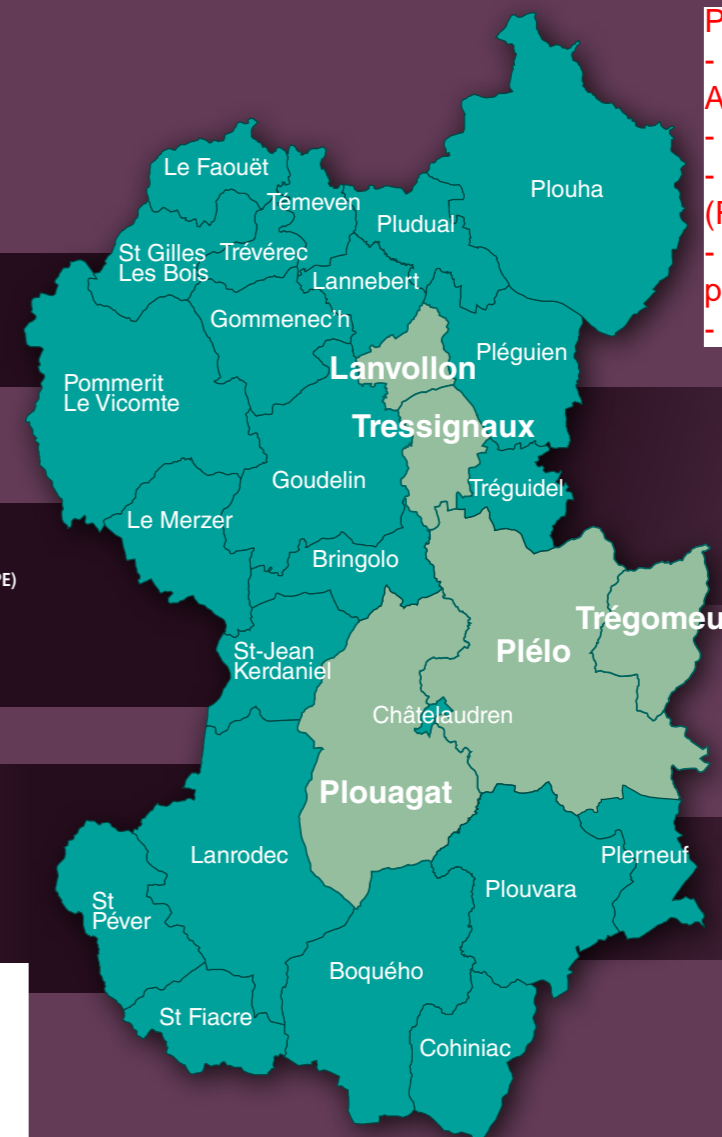 P
-
A
-
-
(F
-
p
-
Le Faouët
Témeven
Pludual
Plouha
St Gilles
Les Bois
Trévérec
Lannebert
Gommenec'h
Lanvollon
Pléguien
Pommerit
Le Vicomte
Tressignaux
Goudelin
Tréguidel
Le Merzer
Bringolo
PE)
Trégomeu
St-Jean
Kerdaniel
Plélo
Châtelaudren
Plouagat
Lanrodec
Plerneuf
Plouvara
St
Péver
Boquého
St Fiacre
Cohiniac